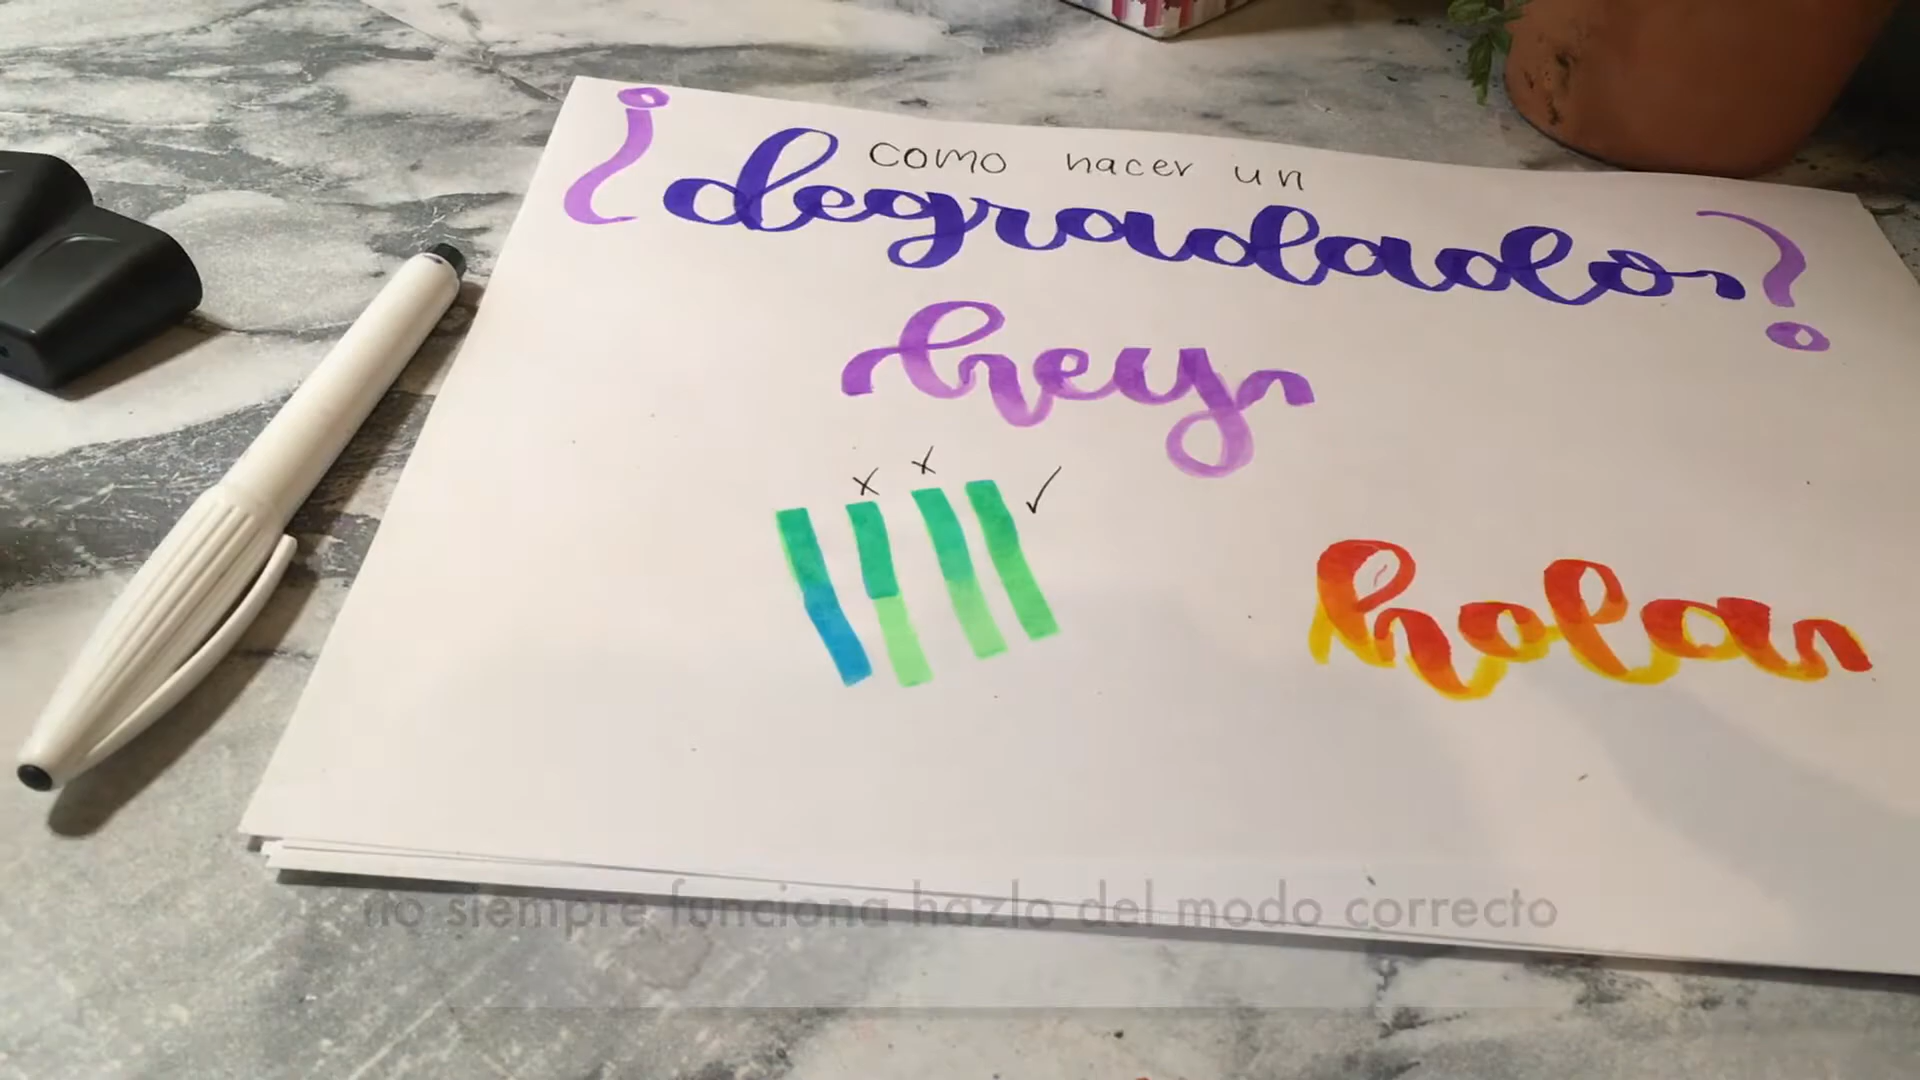 ¿ como hacer un
degradado?
hey
x x ✓
hola
no siempre funciona hazlo del modo correcto